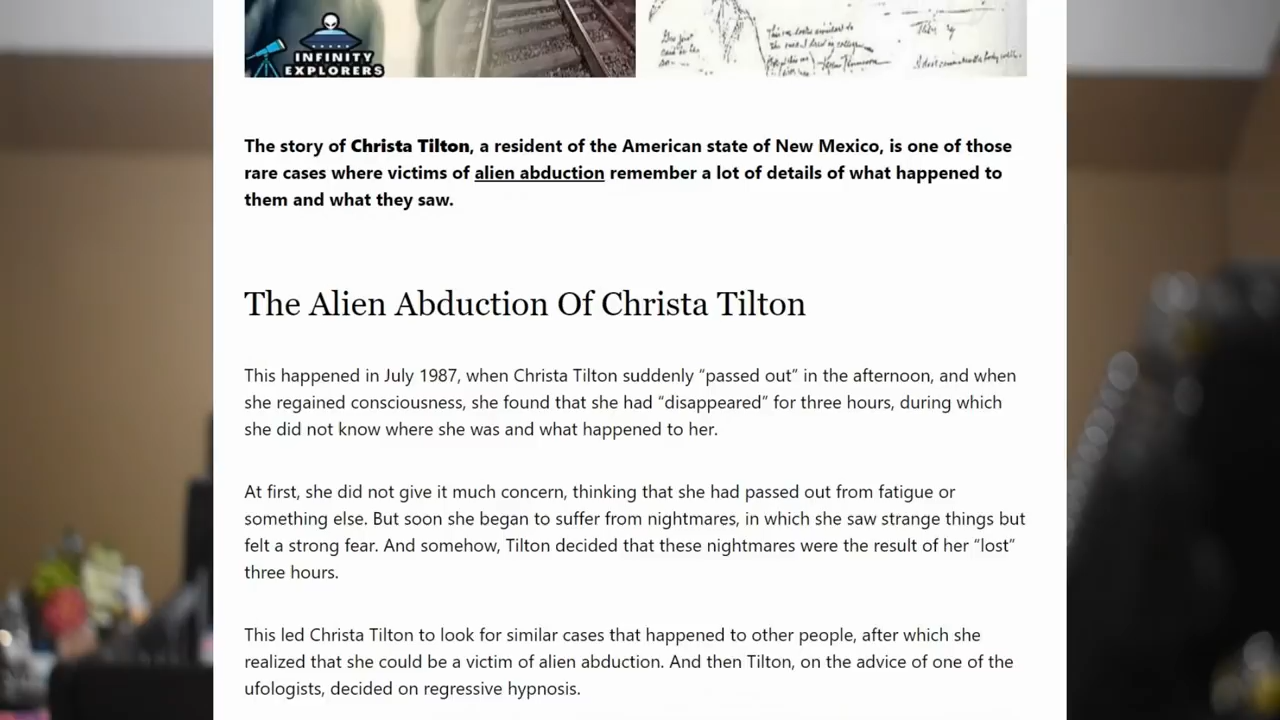 INFINITY
EXPLORERS
The story of Christa Tilton, a resident of the American state of New Mexico, is one of those
rare cases where victims of alien abduction remember a lot of details of what happened to
them and what they saw.
The Alien Abduction Of Christa Tilton
This happened in July 1987, when Christa Tilton suddenly “passed out” in the afternoon, and when
she regained consciousness, she found that she had “disappeared” for three hours, during which
she did not know where she was and what happened to her.
At first, she did not give it much concern, thinking that she had passed out from fatigue or
something else. But soon she began to suffer from nightmares, in which she saw strange things but
felt a strong fear. And somehow, Tilton decided that these nightmares were the result of her “lost”
three hours.
This led Christa Tilton to look for similar cases that happened to other people, after which she
realized that she could be a victim of alien abduction. And then Tilton, on the advice of one of the
ufologists, decided on regressive hypnosis.